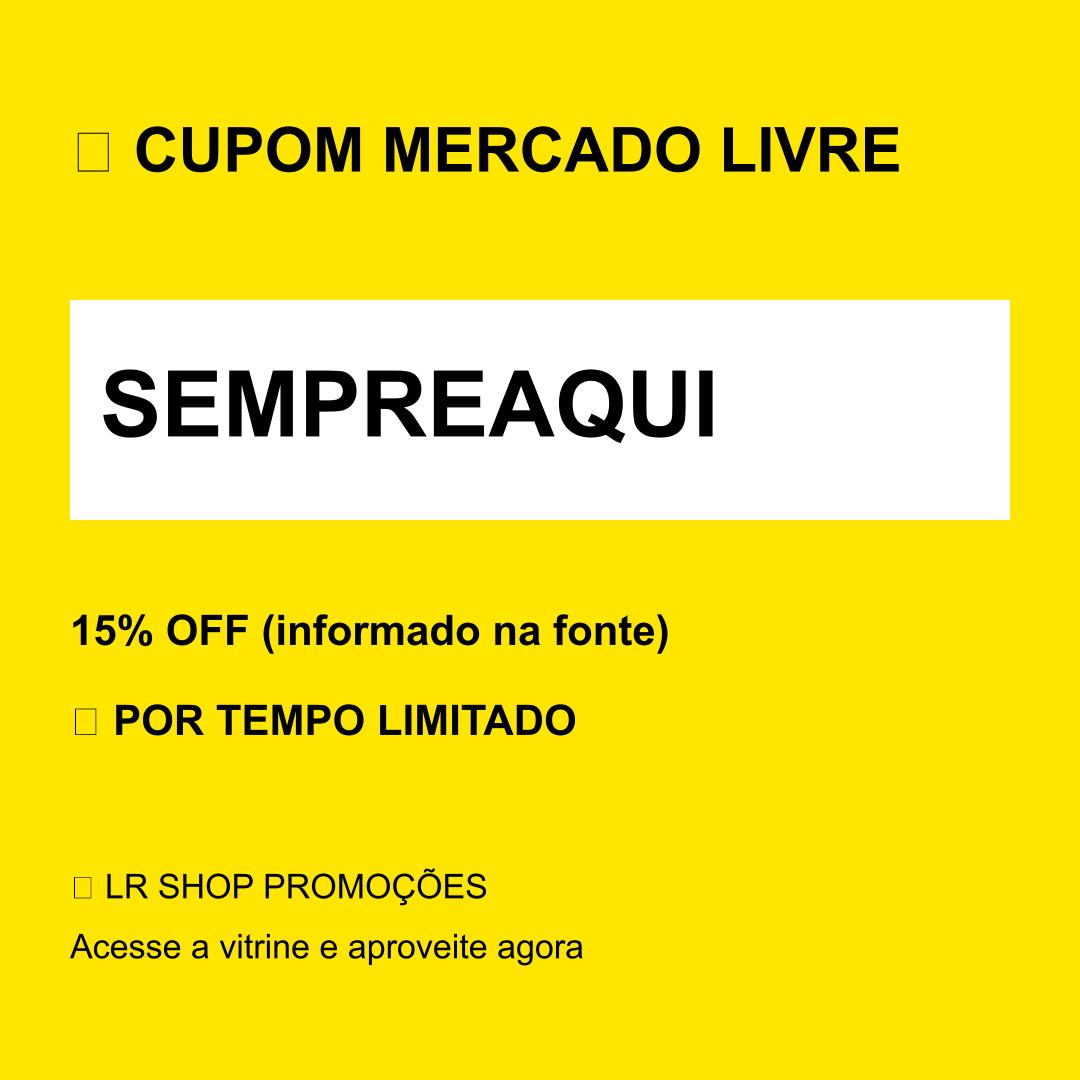 CUPOM MERCADO LIVRE
SEMPREAQUI
15% OFF (informado na fonte)
POR TEMPO LIMITADO
LR SHOP PROMOÇÕES
Acesse a vitrine e aproveite agora